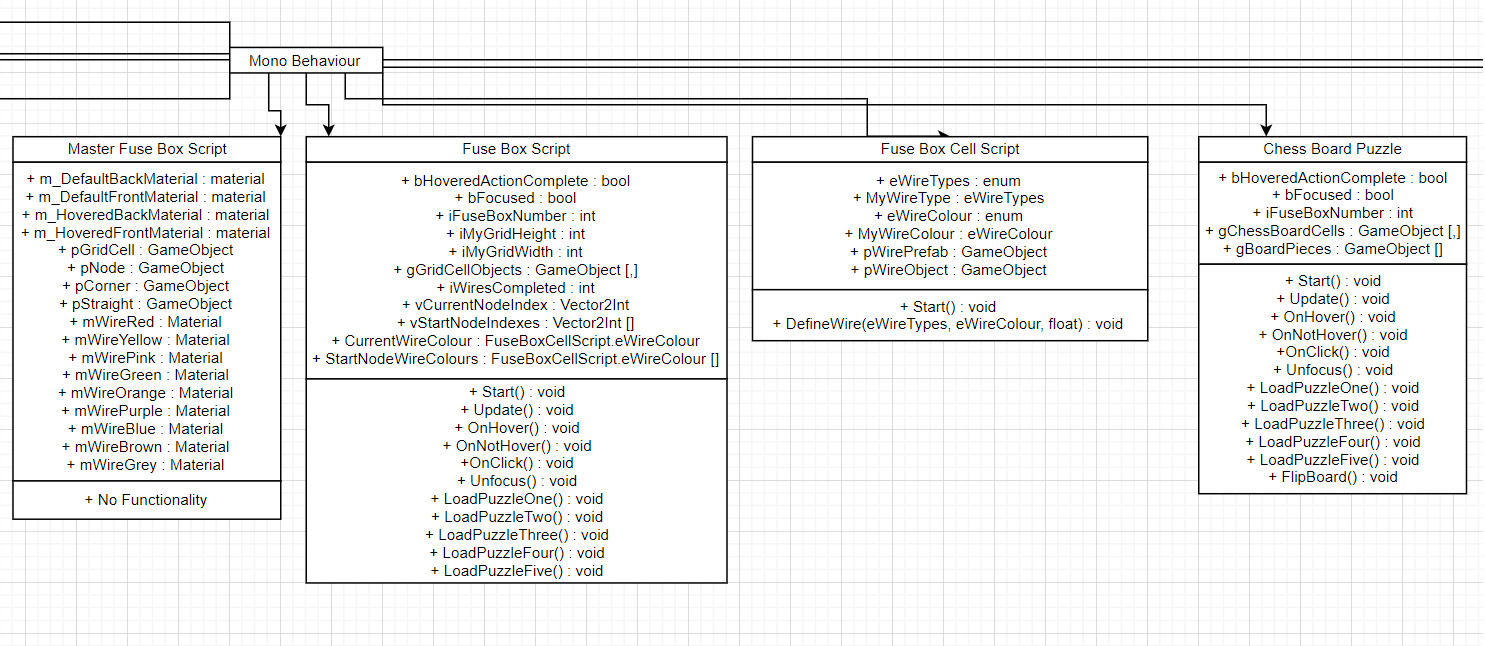 Mono Behaviour
Master Fuse Box Script
+ m_DefaultBackMaterial : material
+ m_DefaultFrontMaterial : material
+ m_HoveredBackMaterial : material
+ m_HoveredFrontMaterial : material
+ pGridCell : GameObject
+ pNode : GameObject
+ pCorner : GameObject
+ pStraight : GameObject
+ mWireRed : Material
+ mWireYellow : Material
+ mWirePink : Material
+ mWireGreen : Material
+ mWireOrange : Material
+ mWirePurple : Material
+ mWireBlue : Material
+ mWireBrown : Material
+ mWireGrey : Material
+ No Functionality
Fuse Box Script
+ bHoveredActionComplete : bool
+ bFocused : bool
+ iFuseBoxNumber : int
+ iMyGridHeight : int
+ iMyGridWidth : int
+ gGridCellObjects : GameObject [,]
+ iWiresCompleted : int
+ vCurrentNodeIndex : Vector2Int
+ vStartNodeIndexes : Vector2Int []
+ CurrentWireColour : FuseBoxCellScript.eWireColour
+ StartNodeWireColours : FuseBoxCellScript.eWireColour []
+ Start() : void
+ Update() : void
+ OnHover() : void
+ OnNotHover() : void
+OnClick() : void
+ Unfocus() : void
+ LoadPuzzleOne() : void
+ LoadPuzzleTwo() : void
+ LoadPuzzleThree() : void
+ LoadPuzzleFour() : void
+ LoadPuzzleFive() : void
Fuse Box Cell Script
+ eWireTypes : enum
+ MyWireType : eWireTypes
+ eWireColour : enum
+ MyWireColour : eWireColour
+ pWirePrefab : GameObject
+ pWireObject : GameObject
+ Start() : void
+ DefineWire(eWireTypes, eWireColour, float) : void
Chess Board Puzzle
+ bHoveredActionComplete : bool
+ bFocused : bool
+ iFuseBoxNumber : int
+ gChessBoardCells : GameObject [,]
+ gBoardPieces : GameObject []
+ Start() : void
+ Update() : void
+ OnHover() : void
+ OnNotHover() : void
+OnClick() : void
+ Unfocus() : void
+ LoadPuzzleOne() : void
+ LoadPuzzleTwo() : void
+ LoadPuzzleThree() : void
+ LoadPuzzleFour() : void
+ LoadPuzzleFive() : void
+ FlipBoard() : void